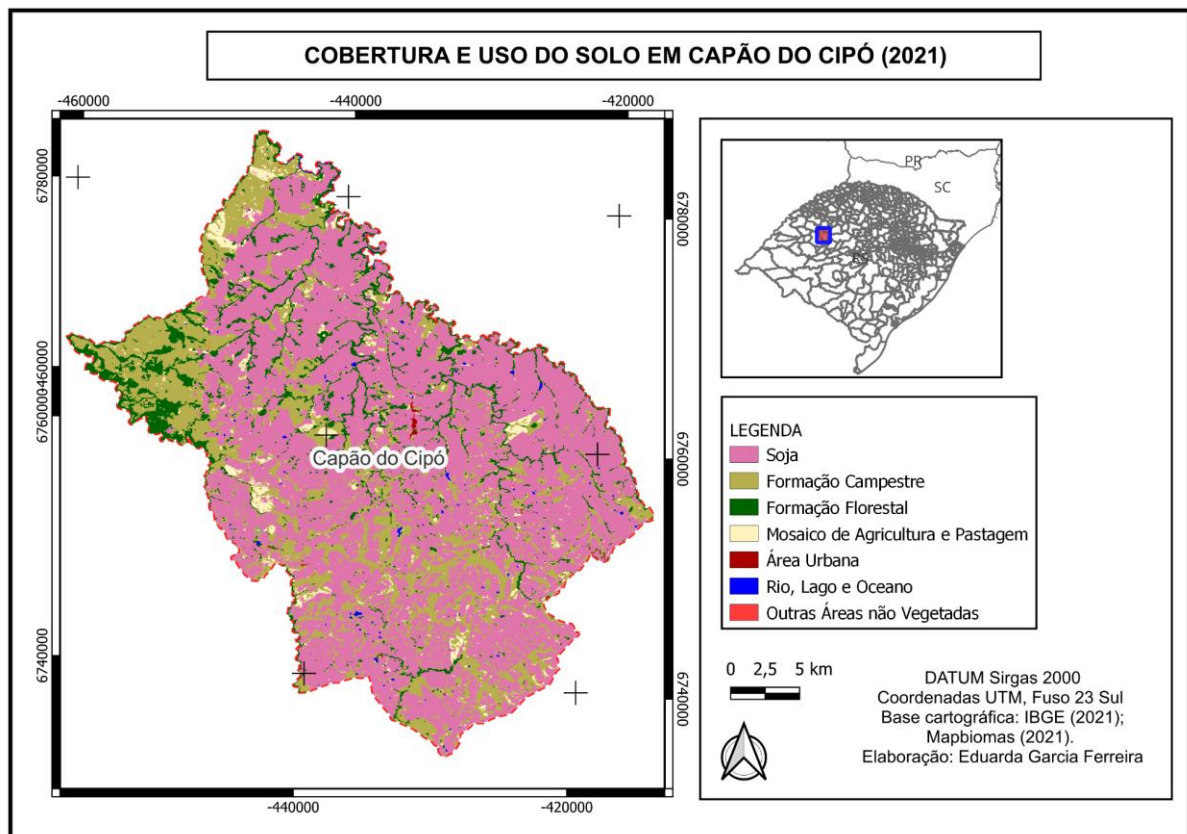 COBERTURA E USO DO SOLO EM CAPÃO DO CIPÓ (2021)
-460000
-440000
-420000
6780000
6780000
460000
6760000
6760000
Capão do Cipó
6740000
6740000
-440000
-420000
PR
SC
RS
LEGENDA
Soja
Formação Campestre
Formação Florestal
Mosaico de Agricultura e Pastagem
Área Urbana
Rio, Lago e Oceano
Outras Áreas não Vegetadas
0 2,5 5 km
DATUM Sirgas 2000
Coordenadas UTM, Fuso 23 Sul
Base cartográfica: IBGE (2021);
Mapbiomas (2021).
Elaboração: Eduarda Garcia Ferreira